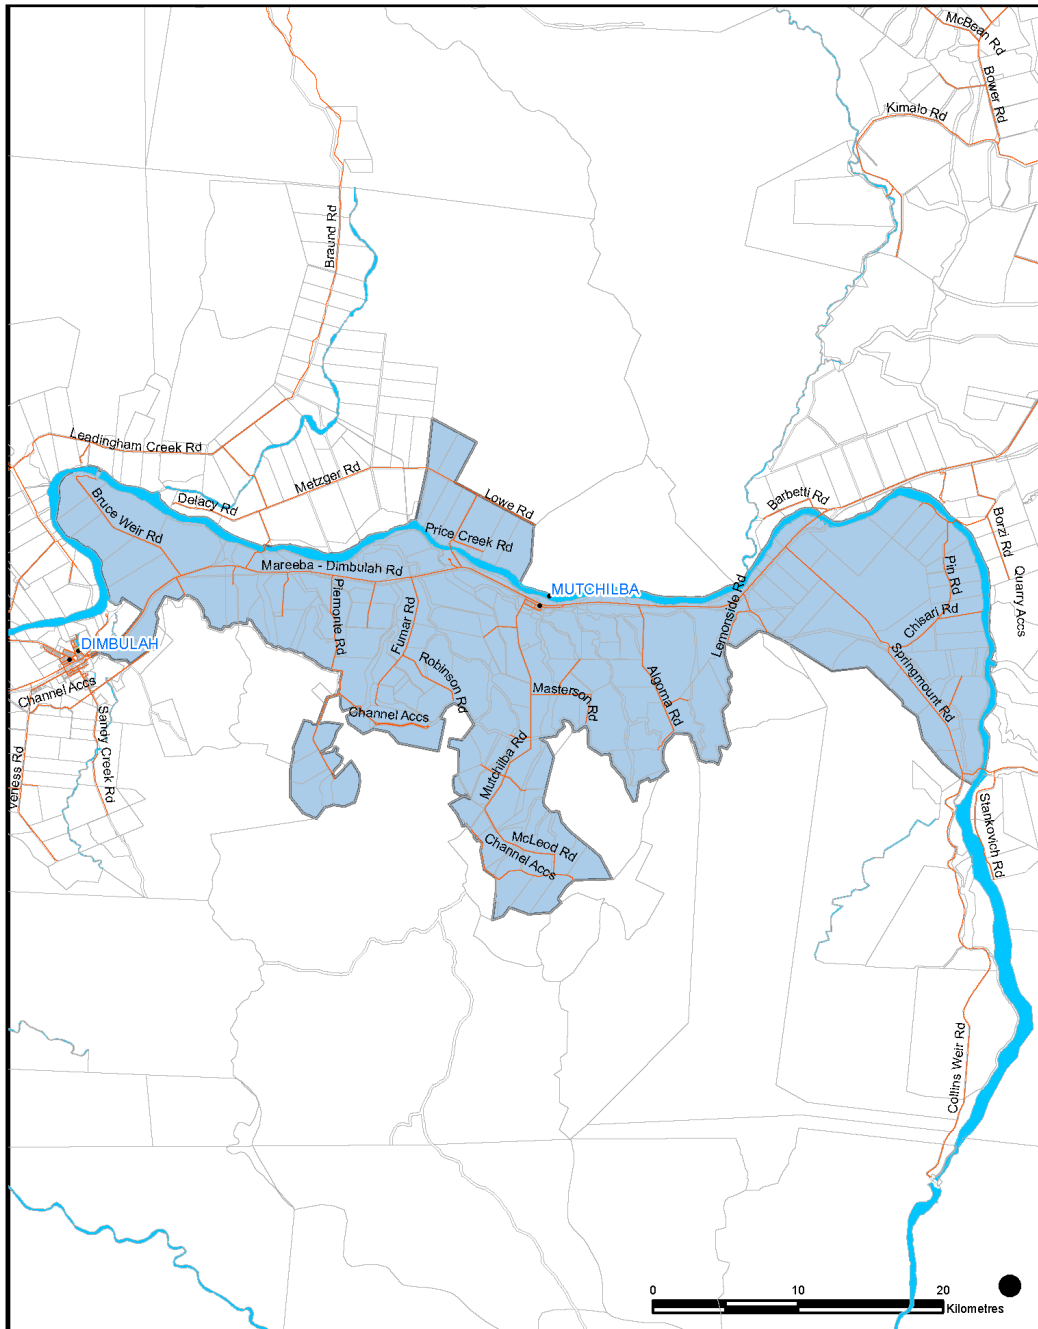 McBean Rd
Bower Rd
Kimalo Rd
Braund Rd
Leadingham Creek Rd
Metzger Rd
Delacy Rd
Lowe Rd
Barbetti Rd
Bruce Weir Rd
Price Creek Rd
Borzi Rd
Mareeba - Dimbulah Rd
Pin Rd
Quarry Accs
MUTCHILBA
Piemonte Rd
Fumar Rd
Lemonside Rd
Chisari Rd
DIMBULAH
Robinson Rd
Algoma Rd
Springmount Rd
Channel Accs
Masterson Rd
Sandy Creek Rd
Channel Accs
Veness Rd
Mutchilba Rd
Stankovich Rd
McLeod Rd
Channel Accs
Collins Weir Rd
0 10 20
Kilometres